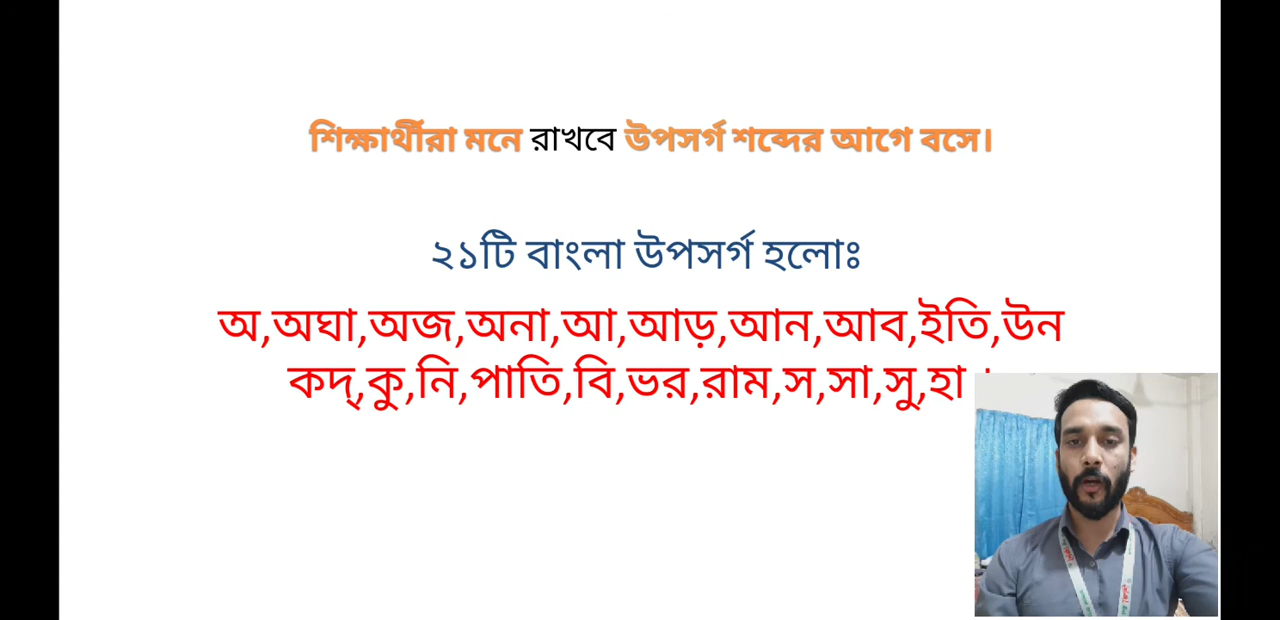 শিক্ষার্থীরা মনে রাখবে উপসর্গ শব্দের আগে বসে।
২১টি বাংলা উপসর্গ হলোঃ
অ,অঘা,অজ,অনা,আ,আড়,আন,আব,ইতি,উন
কদ্,কু,নি,পাতি,বি,ভর,রাম,স,সা,সু,হা ।